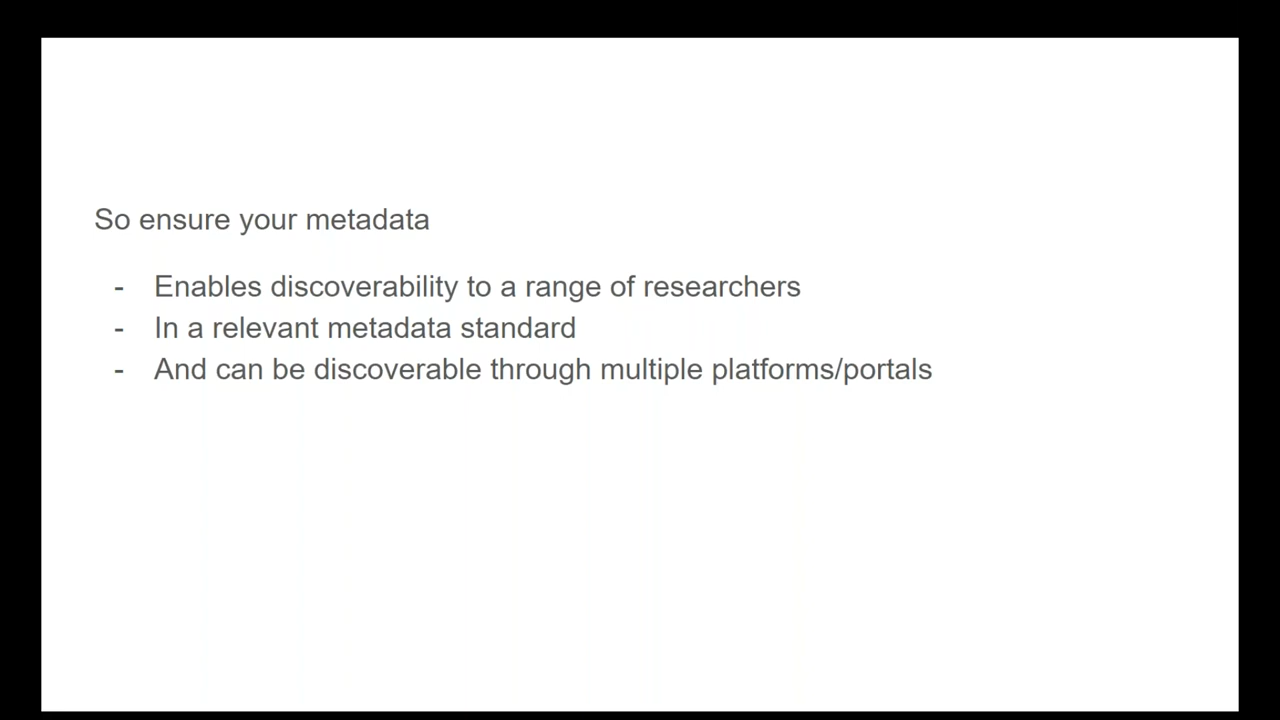 So ensure your metadata
- Enables discoverability to a range of researchers
- In a relevant metadata standard
- And can be discoverable through multiple platforms/portals